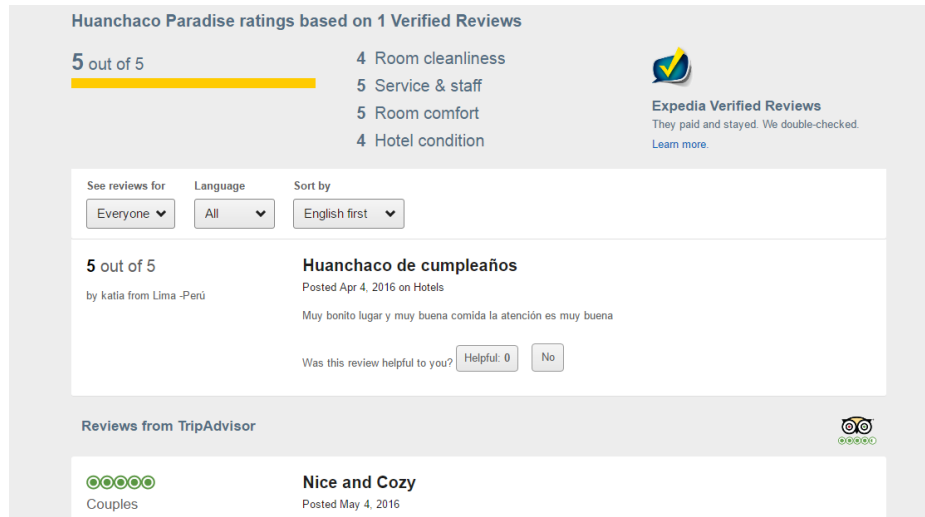 Huanchaco Paradise ratings based on 1 Verified Reviews
5 out of 5
4 Room cleanliness
5 Service & staff
5 Room comfort
4 Hotel condition
Expedia Verified Reviews
They paid and stayed. We double-checked.
Learn more.
See reviews for
Language
Sort by
Everyone
All
English first
5 out of 5
by katia from Lima -Perú
Huanchaco de cumpleaños
Posted Apr 4, 2016 on Hotels
Muy bonito lugar y muy buena comida la atención es muy buena
Was this review helpful to you? Helpful: 0 No
Reviews from TripAdvisor
Couples
Nice and Cozy
Posted May 4, 2016